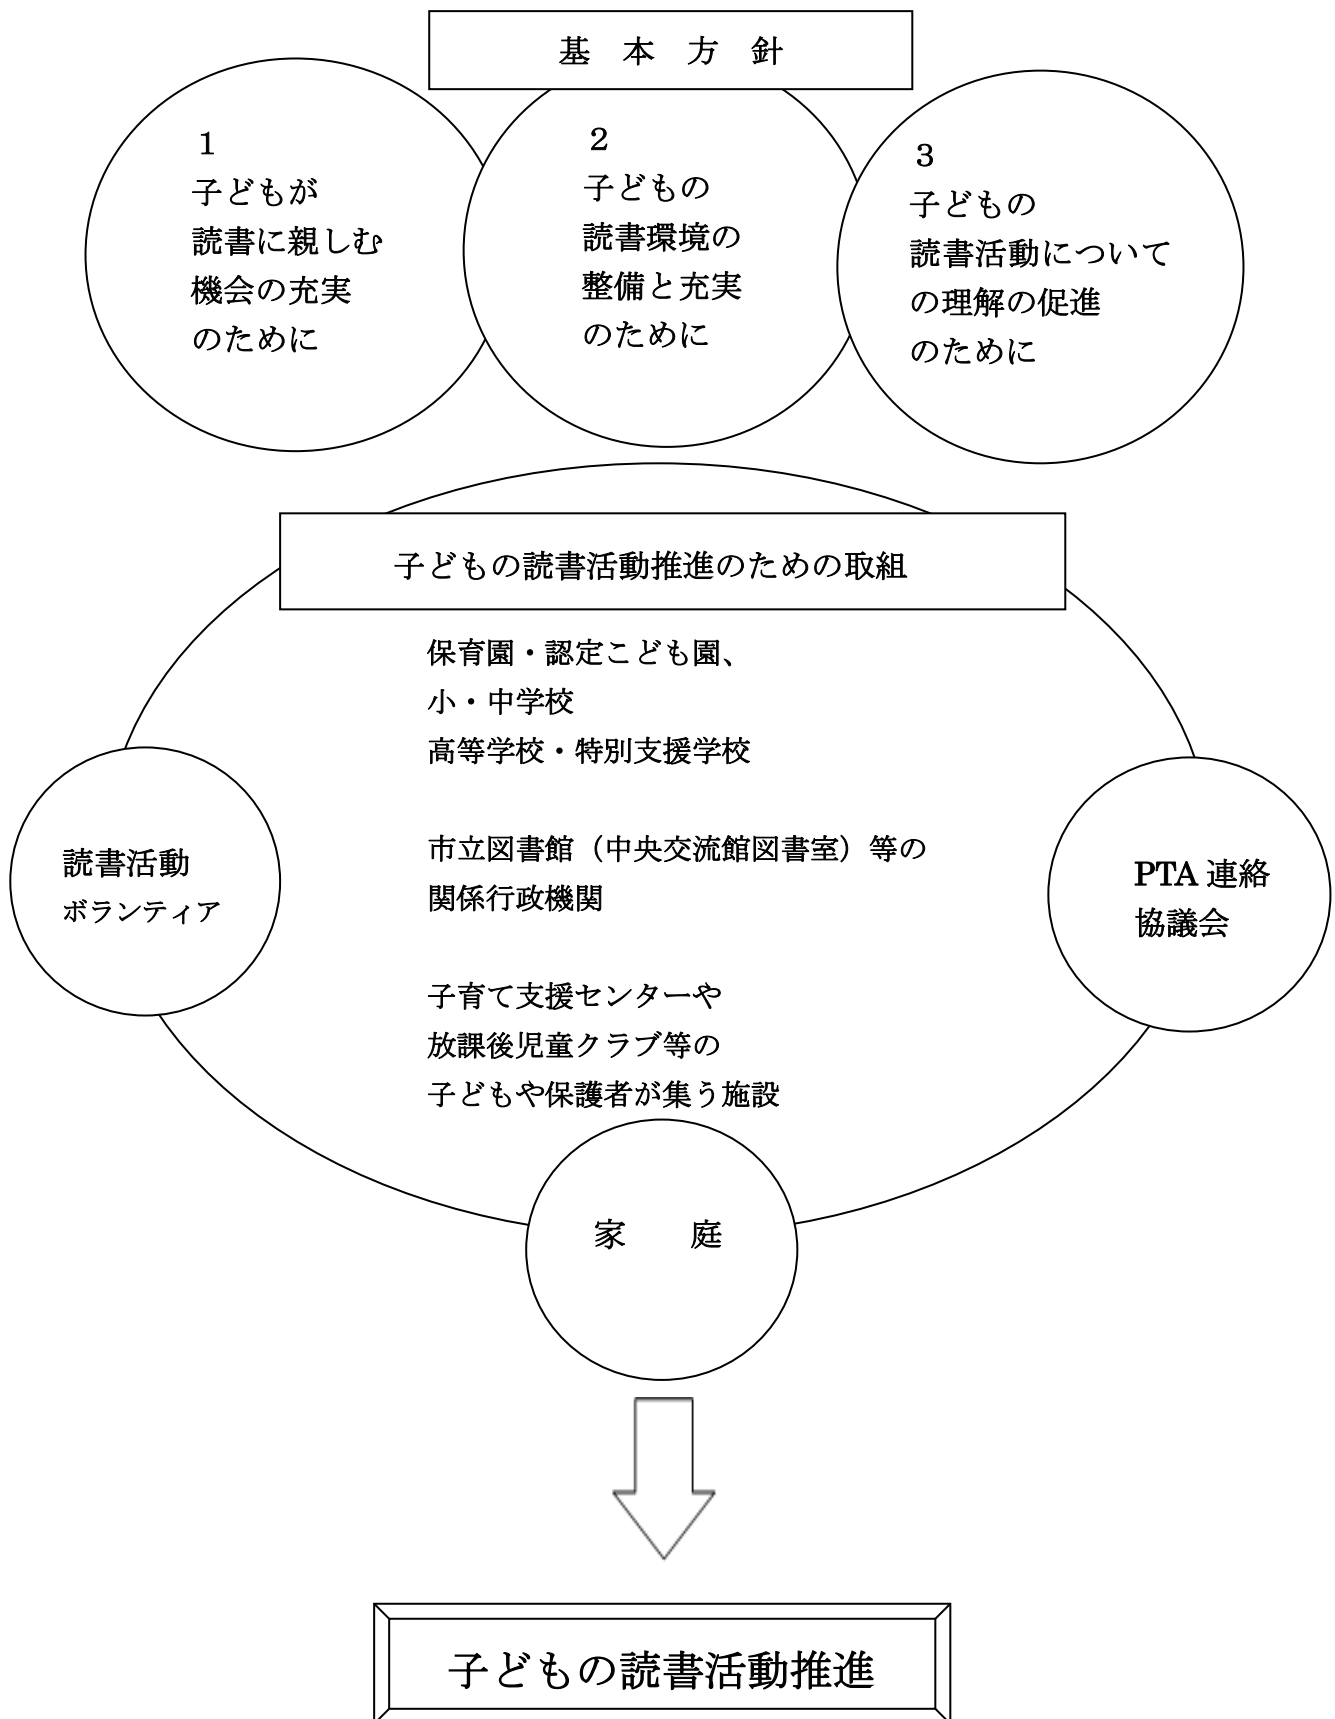 基　本　方　針
１
子どもが
読書に親しむ
機会の充実
のために
２
子どもの
読書環境の
整備と充実
のために
３
子どもの
読書活動について
の理解の促進
のために
子どもの読書活動推進のための取組
保育園・認定こども園、
小・中学校
高等学校・特別支援学校
市立図書館（中央交流館図書室）等の
関係行政機関
子育て支援センターや
放課後児童クラブ等の
子どもや保護者が集う施設
読書活動
ボランティア
PTA 連絡
協議会
家　　庭
子どもの読書活動推進